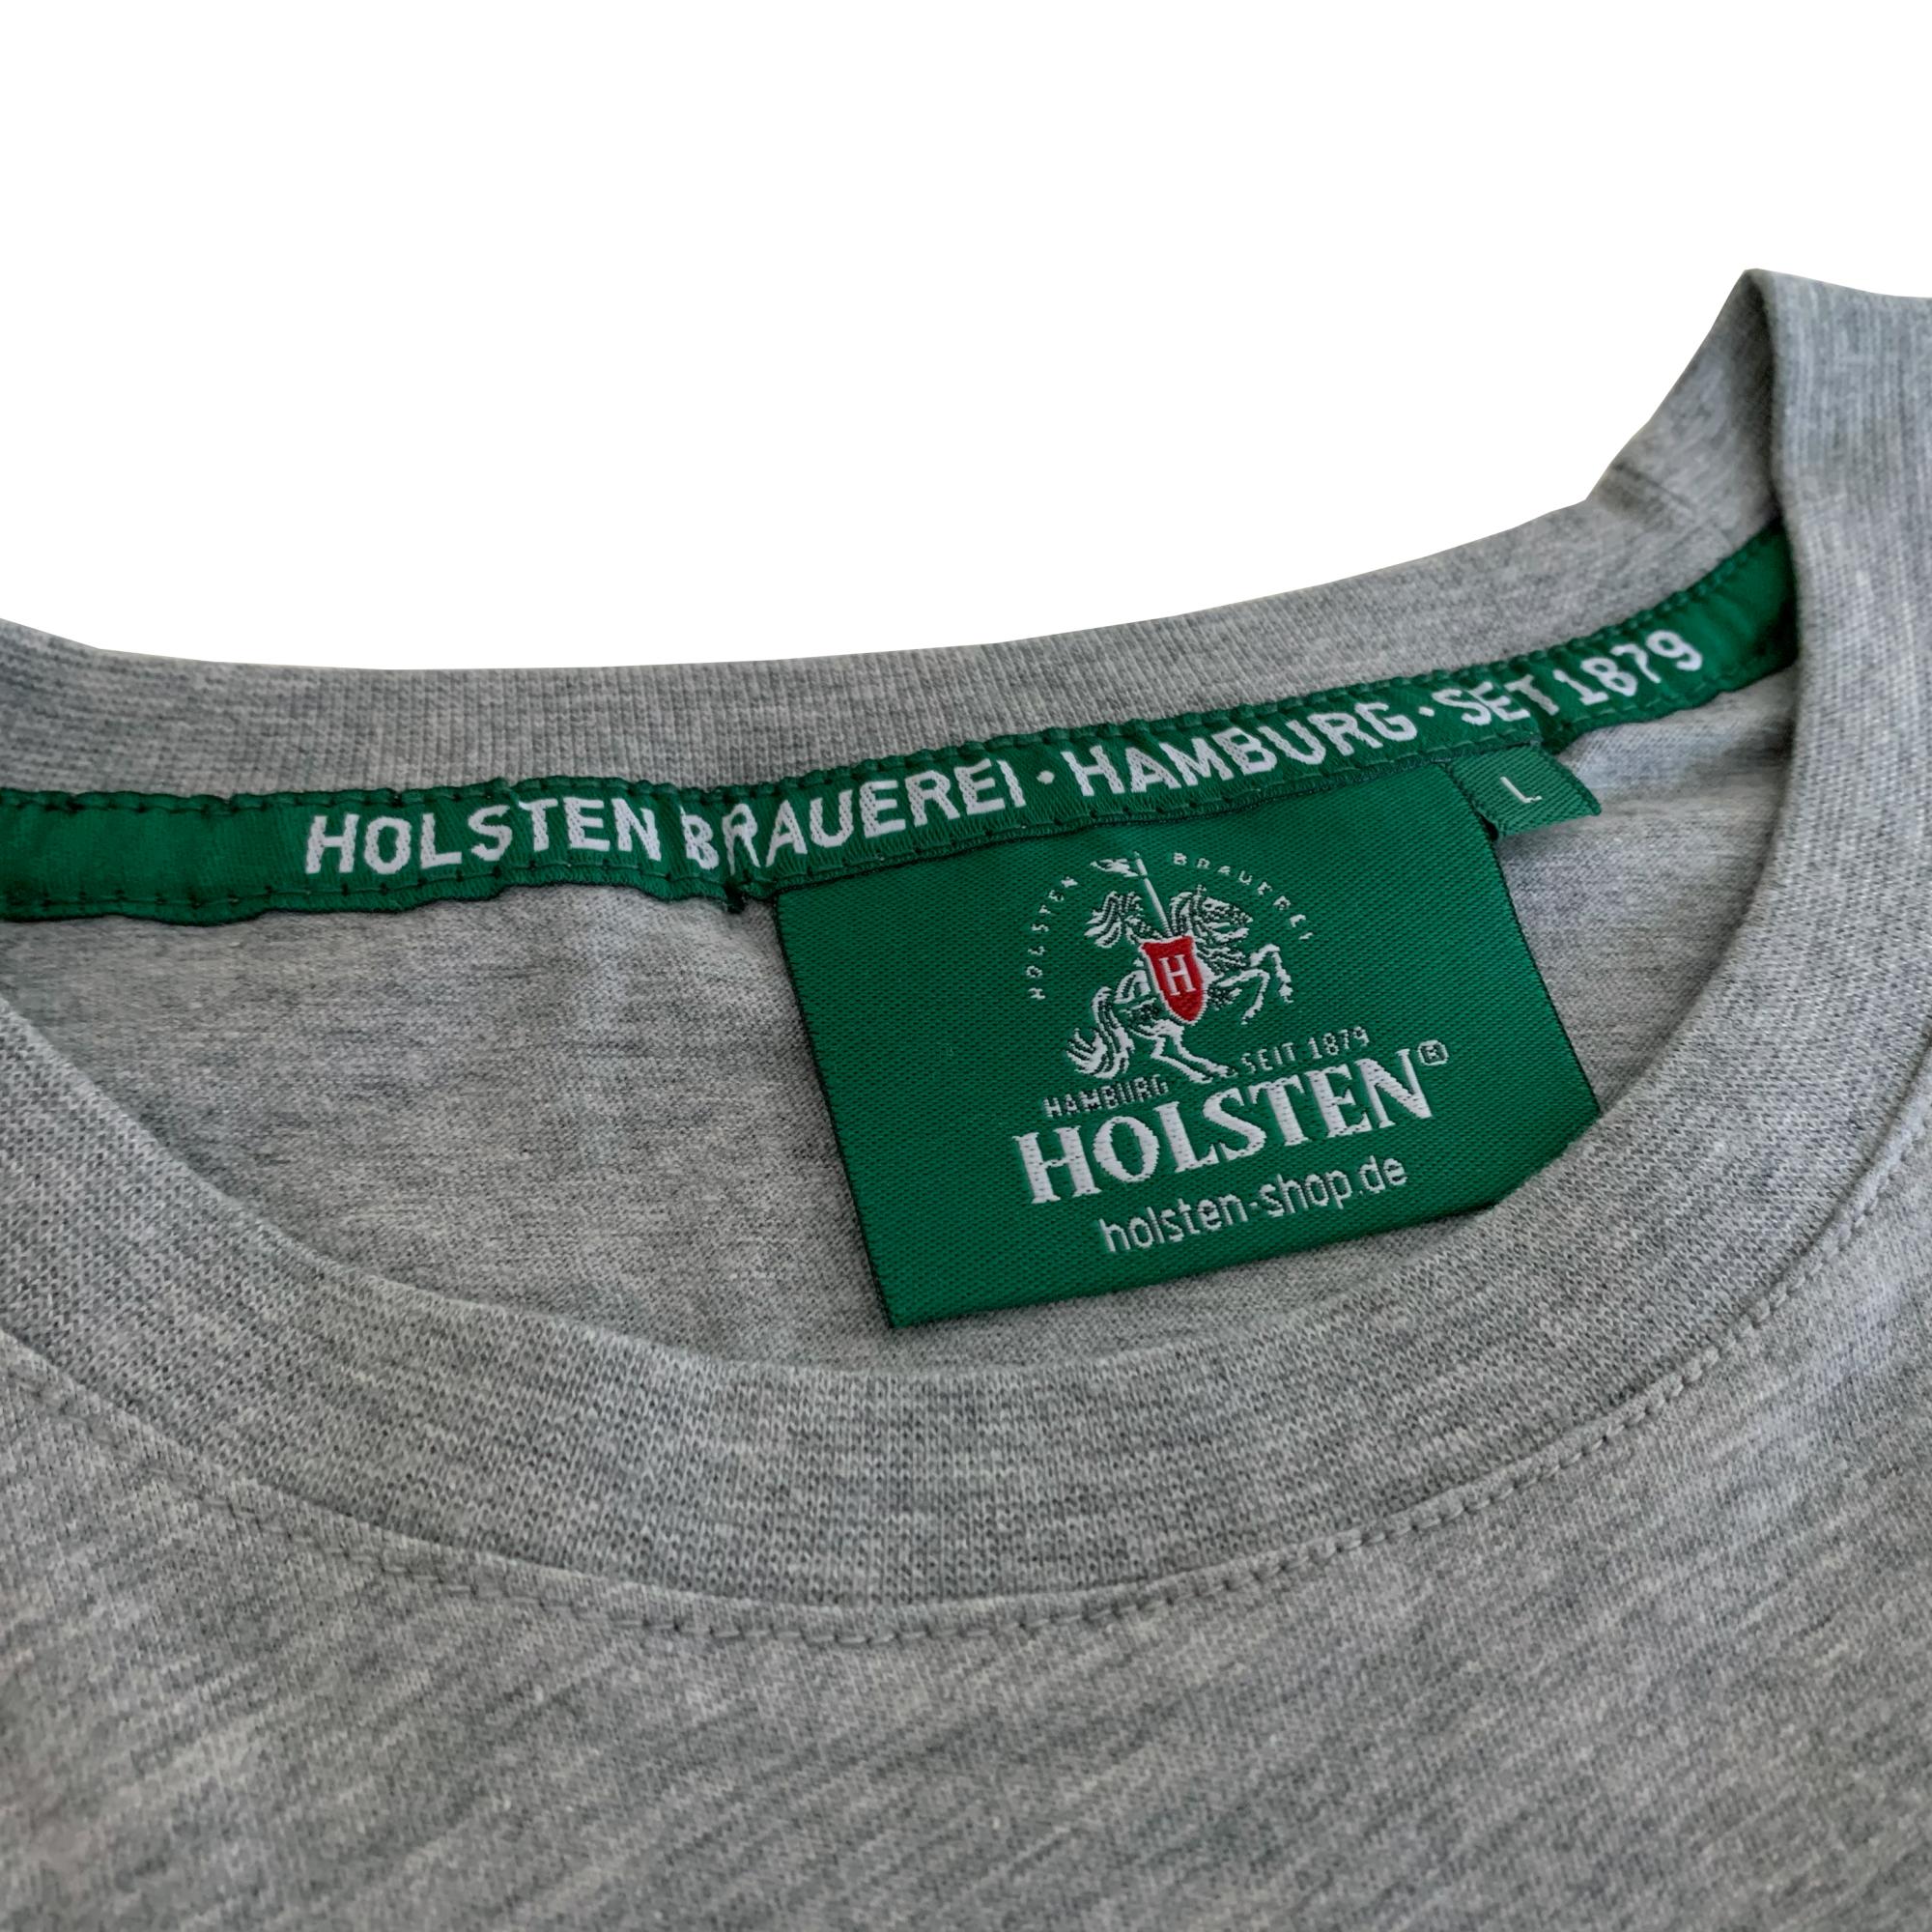 HOLSTEN BRAUEREI · HAMBURG · SEIT 1879
L
HOLSTEN BRAUEREI
H
HAMBURG SEIT 1879
HOLSTEN®
holsten-shop.de